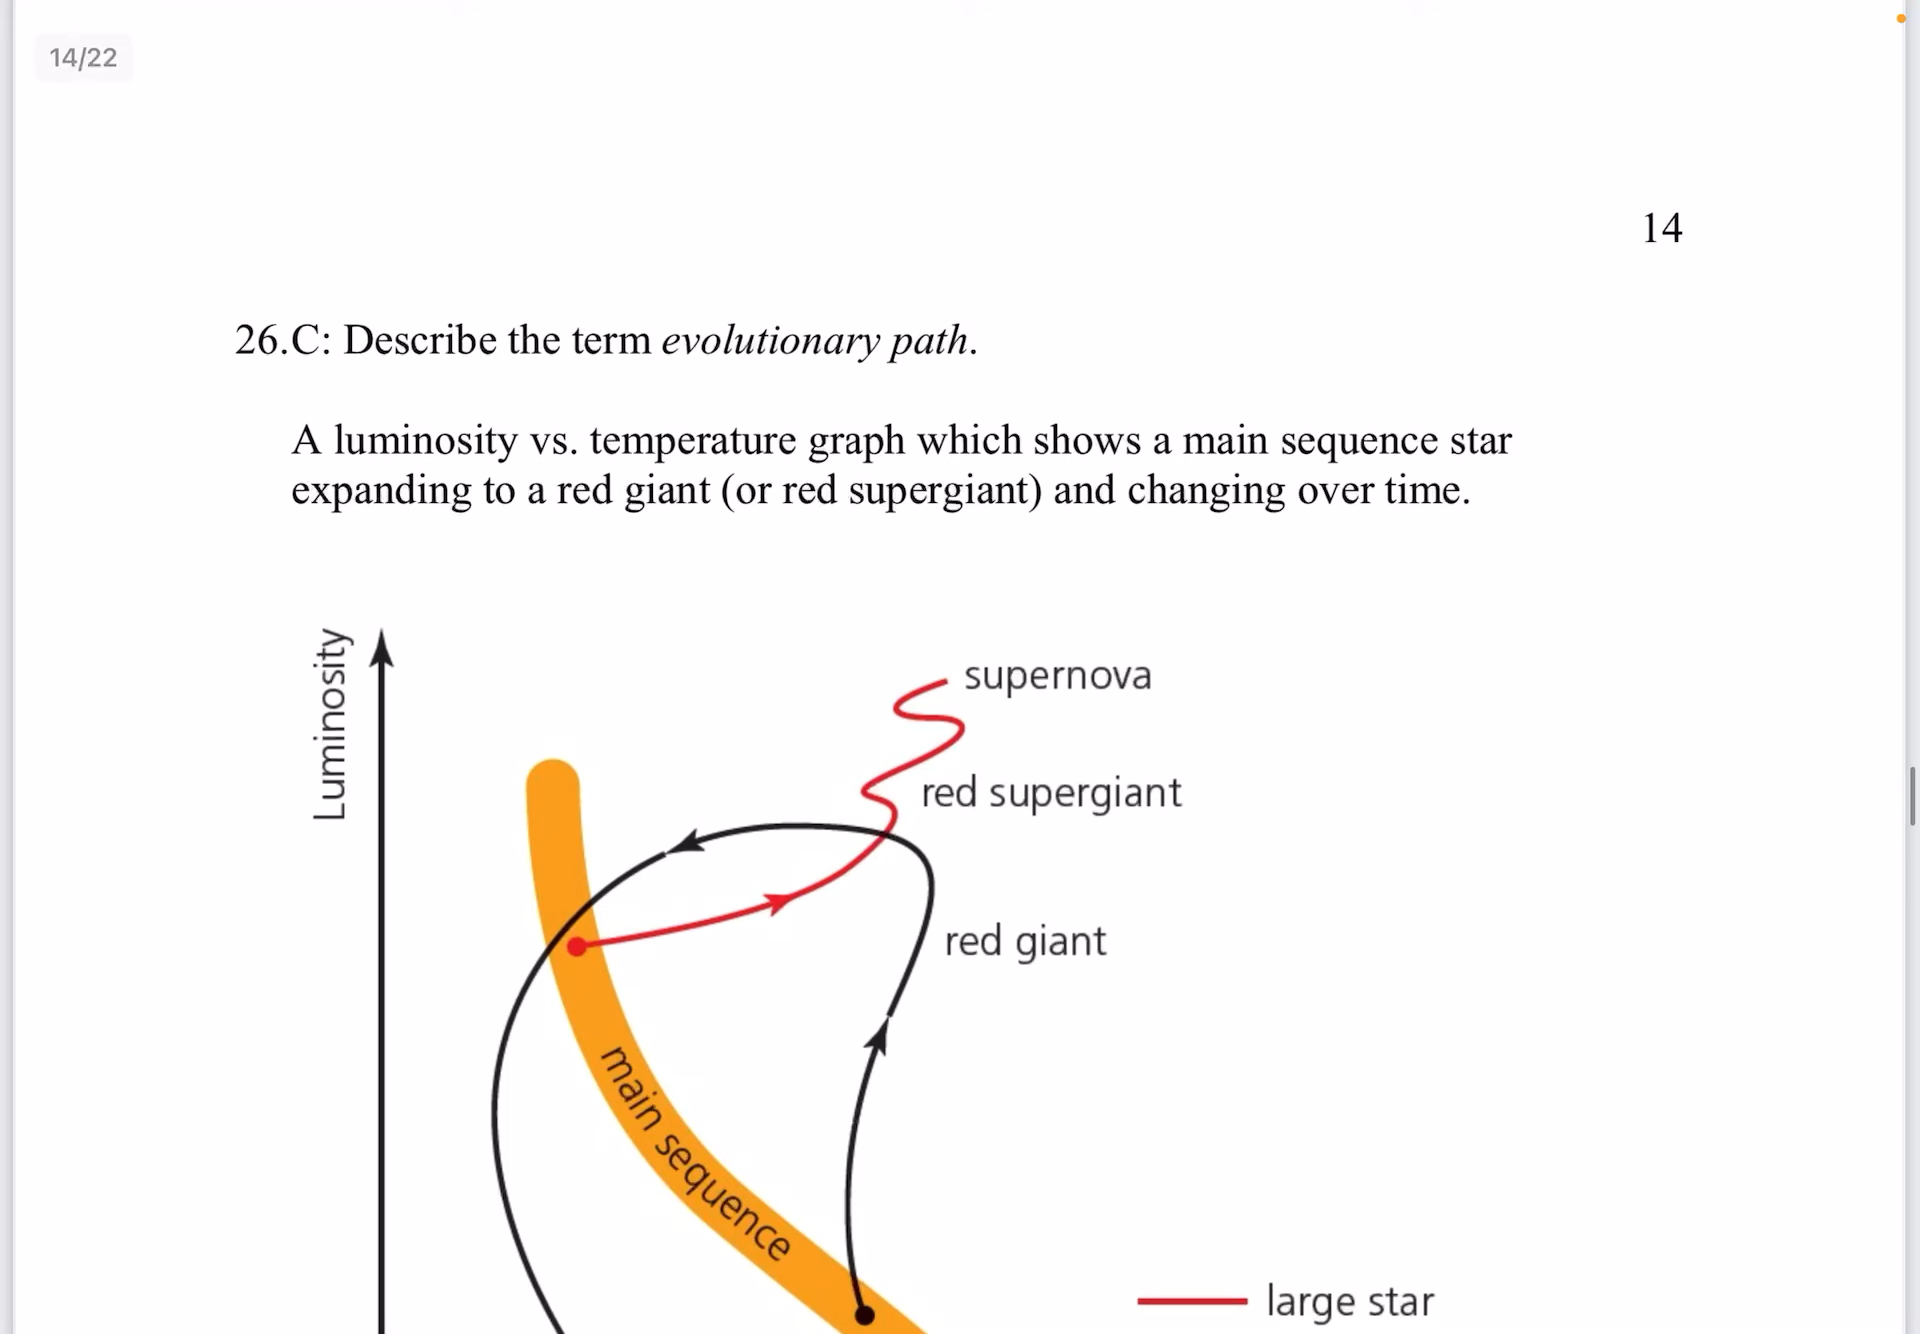 14/22
14
26.C: Describe the term evolutionary path.
A luminosity vs. temperature graph which shows a main sequence star
expanding to a red giant (or red supergiant) and changing over time.
Luminosity
supernova
red supergiant
red giant
main sequence
large star